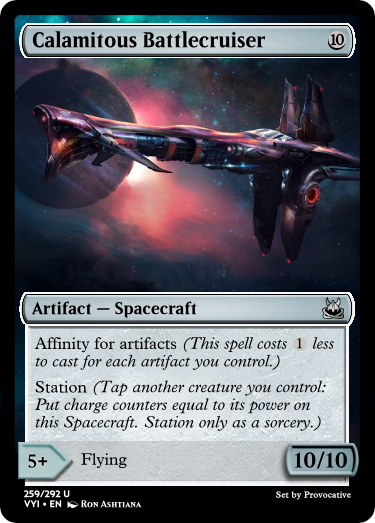 Calamitous Battlecruiser 10
Artifact — Spacecraft
Affinity for artifacts (This spell costs 1 less
to cast for each artifact you control.)
Station (Tap another creature you control:
Put charge counters equal to its power on
this Spacecraft. Station only as a sorcery.)
5+ Flying 10/10
259/292 U
VYI • EN Ron Ashtiana
Set by Provocative